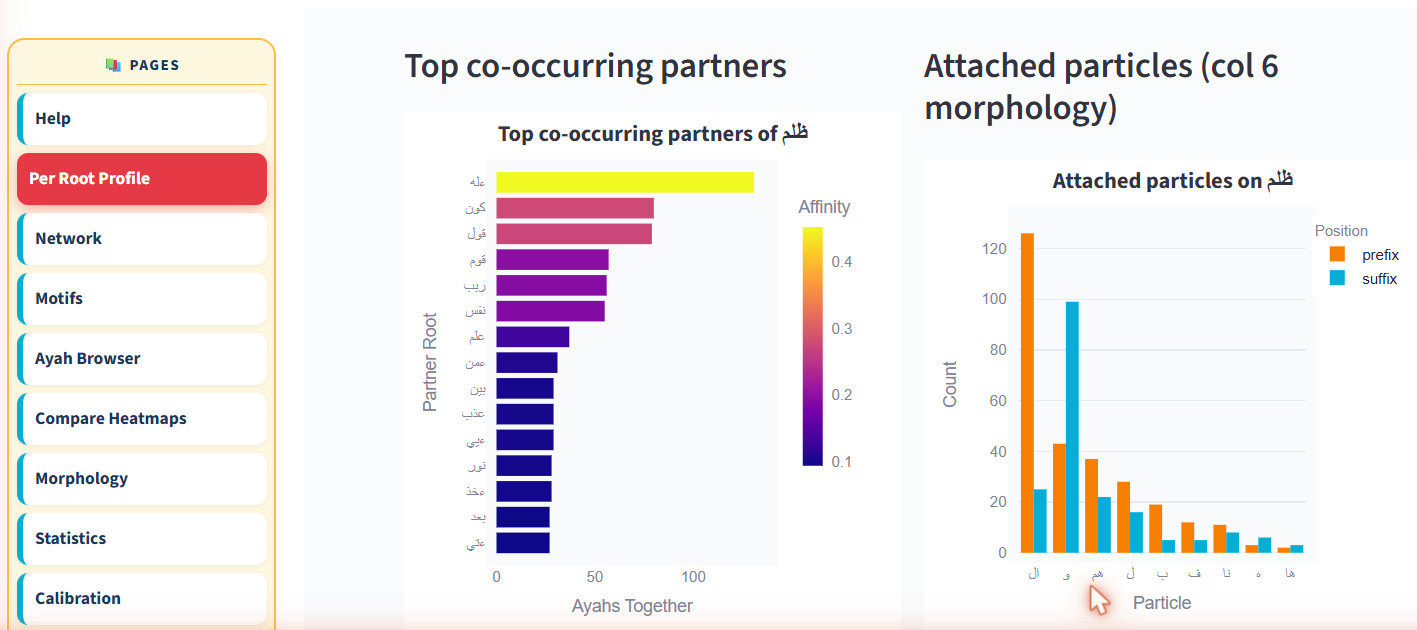 📚 PAGES
Help
Per Root Profile
Network
Motifs
Ayah Browser
Compare Heatmaps
Morphology
Statistics
Calibration
Top co-occurring partners
Top co-occurring partners of ظلم
Partner Root
ءله
كون
قول
قوم
ربب
نفس
علم
ءمن
بين
عذب
ءيي
نور
ءخذ
بعد
ءتي
0 50 100
Ayahs Together
Affinity
0.4
0.3
0.2
0.1
Attached particles (col 6
morphology)
Attached particles on ظلم
Position
prefix
suffix
Count
120
100
80
60
40
20
0
ال و هم ل ب ف نا ه ها
Particle